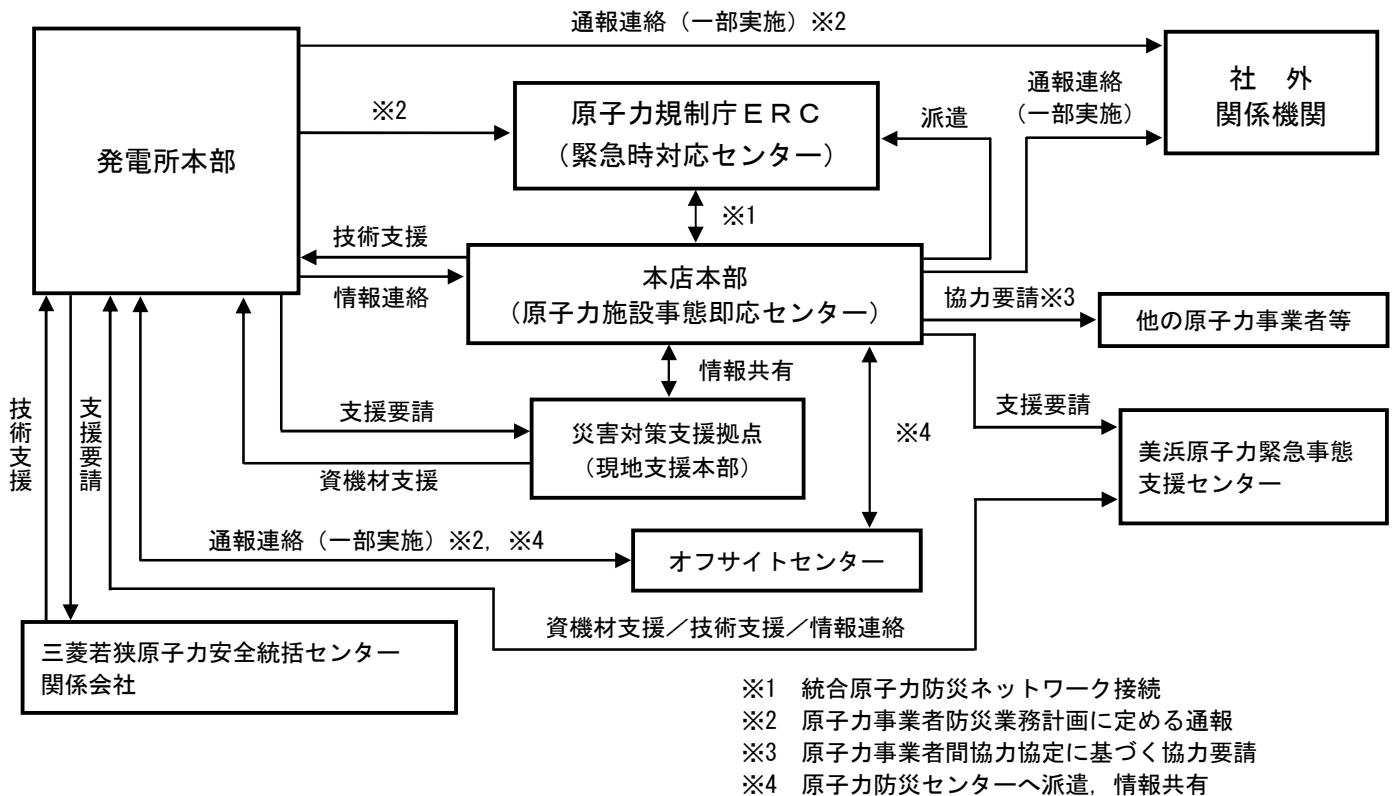 通報連絡（一部実施）※2
発電所本部
※2
原子力規制庁ＥＲＣ
（緊急時対応センター）
派遣
通報連絡
（一部実施）
社　外
関係機関
※1
技術支援
情報連絡
本店本部
（原子力施設事態即応センター）
協力要請※3
他の原子力事業者等
情報共有
支援要請
技術支援
支援要請
支援要請
資機材支援
災害対策支援拠点
（現地支援本部）
※4
美浜原子力緊急事態
支援センター
通報連絡（一部実施）※2，※4
オフサイトセンター
資機材支援／技術支援／情報連絡
三菱若狭原子力安全統括センター
関係会社
※1　統合原子力防災ネットワーク接続
※2　原子力事業者防災業務計画に定める通報
※3　原子力事業者間協力協定に基づく協力要請
※4　原子力防災センターへ派遣，情報共有